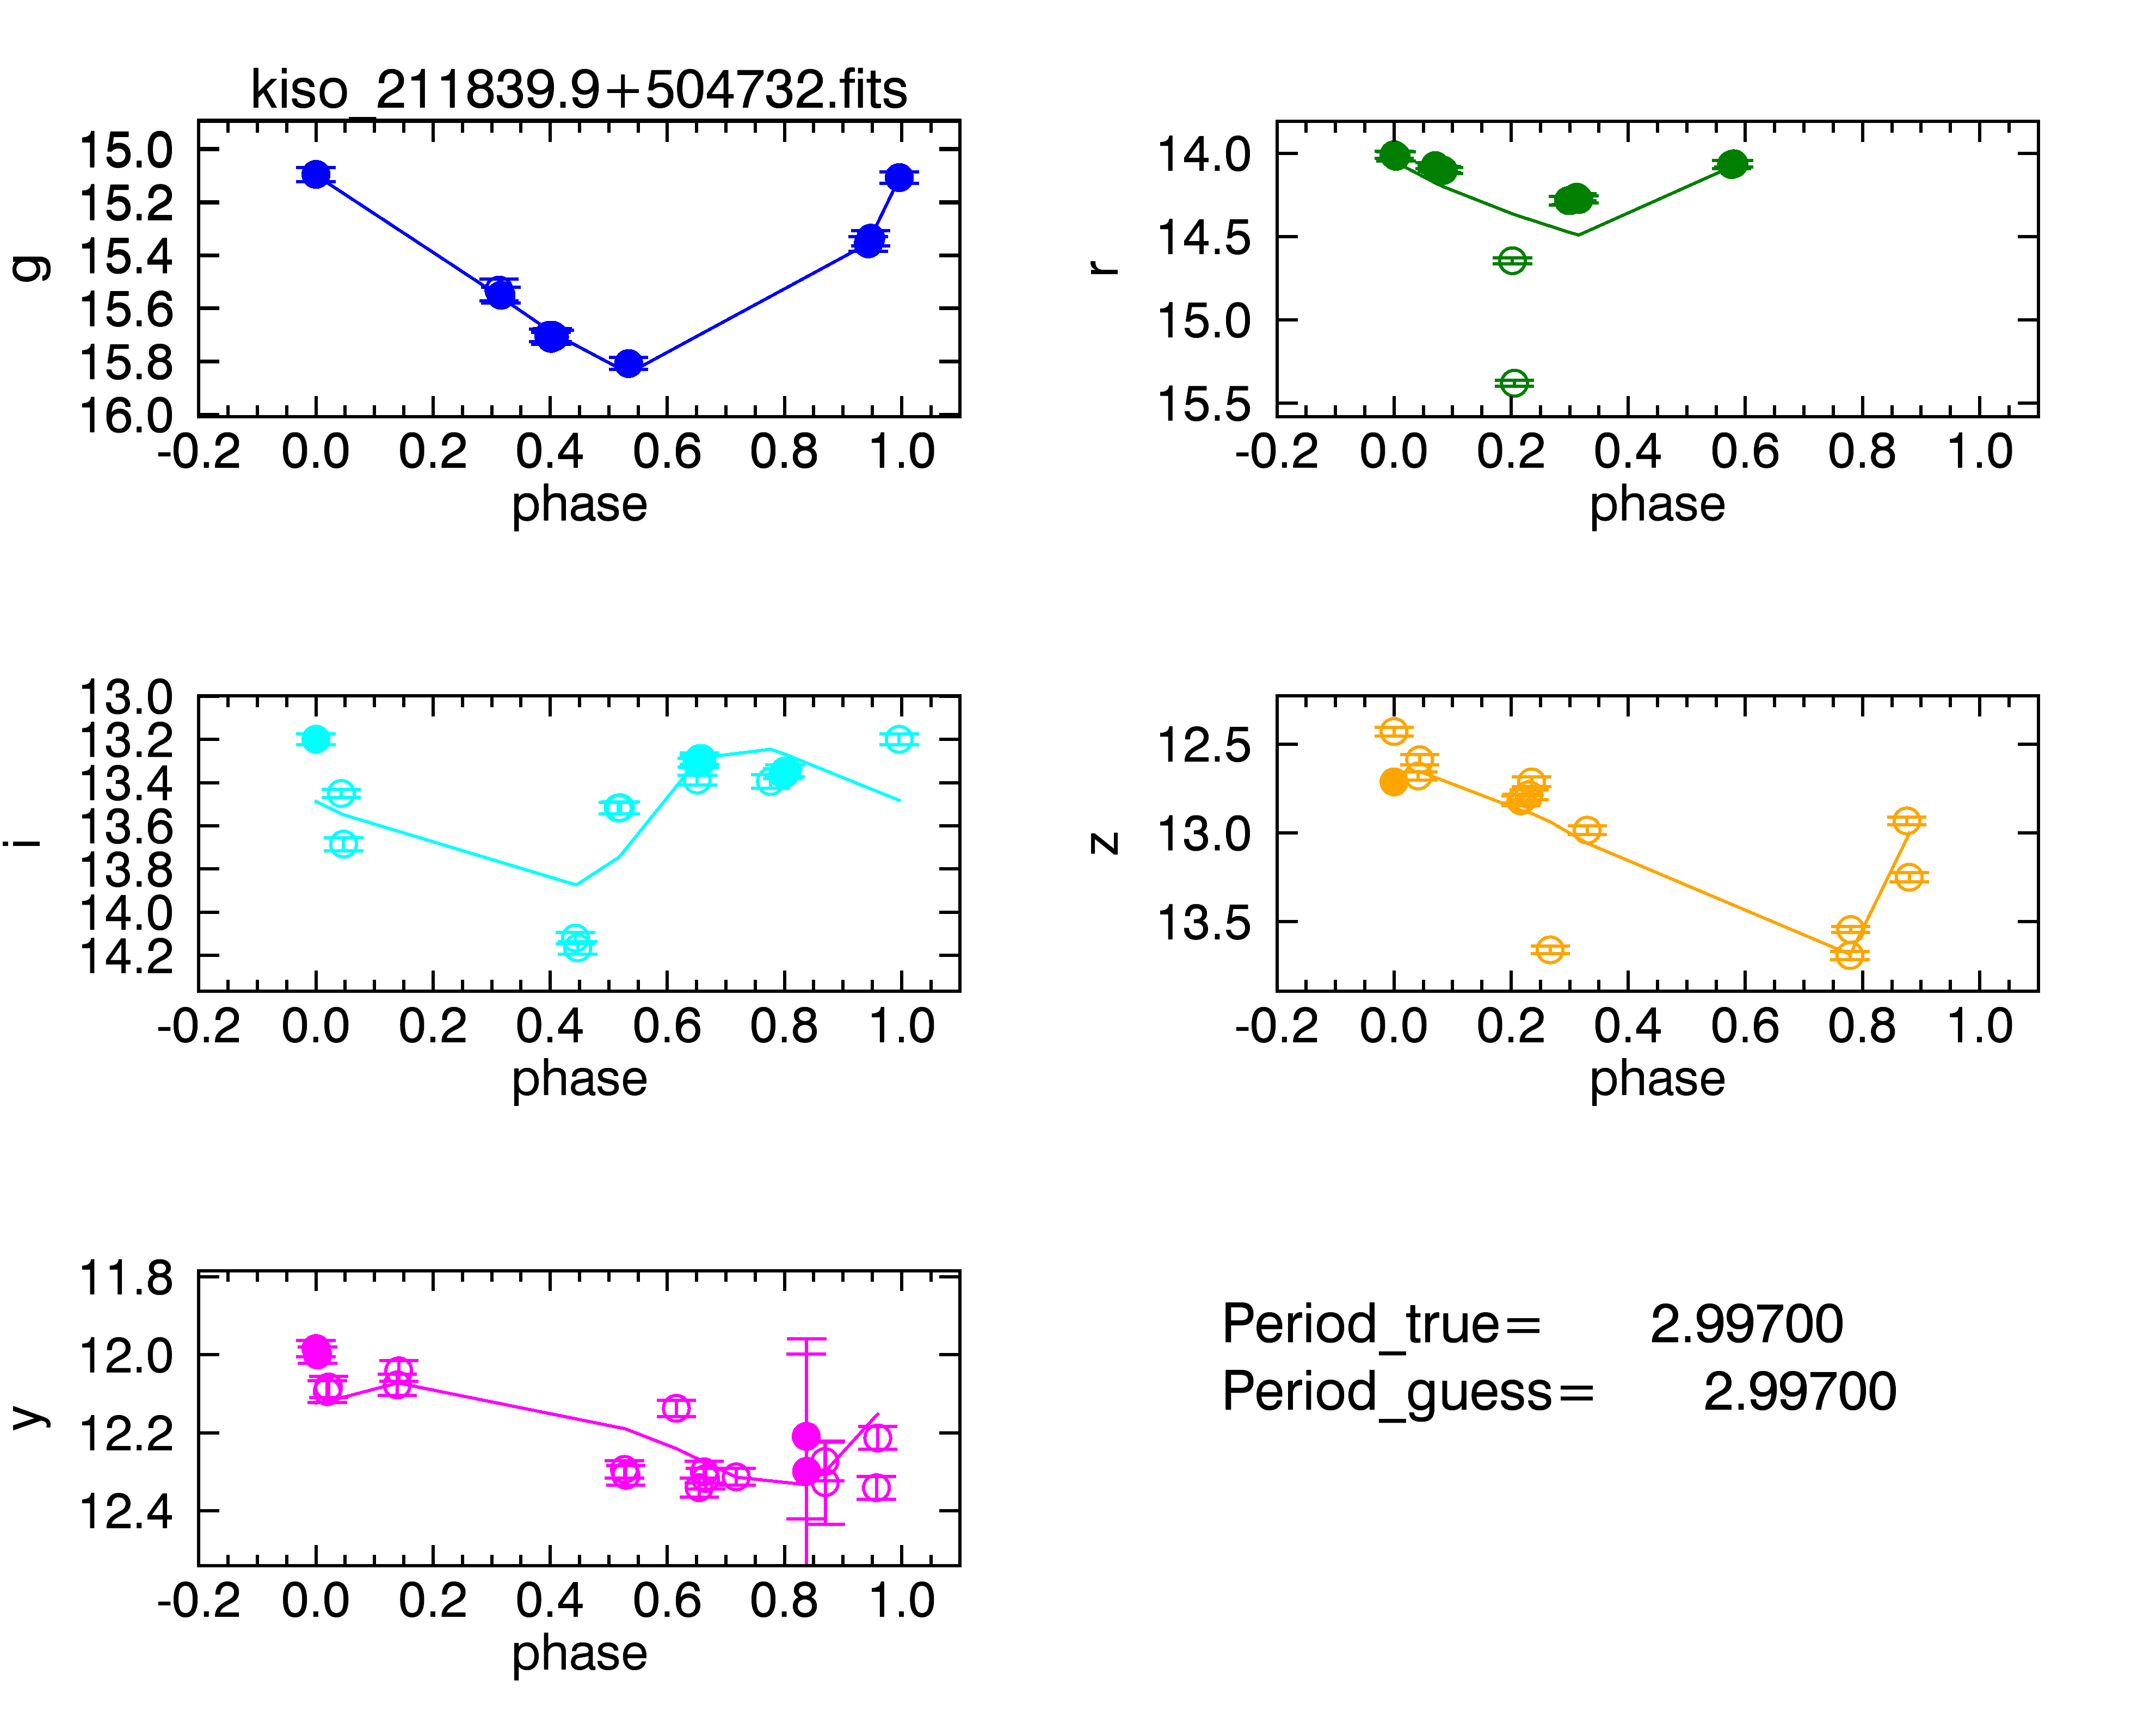 kiso_211839.9+504732.fits
g
15.0
15.2
15.4
15.6
15.8
16.0
-0.2 0.0 0.2 0.4 0.6 0.8 1.0
phase
r
14.0
14.5
15.0
15.5
-0.2 0.0 0.2 0.4 0.6 0.8 1.0
phase
i
13.0
13.2
13.4
13.6
13.8
14.0
14.2
-0.2 0.0 0.2 0.4 0.6 0.8 1.0
phase
z
12.5
13.0
13.5
-0.2 0.0 0.2 0.4 0.6 0.8 1.0
phase
y
11.8
12.0
12.2
12.4
-0.2 0.0 0.2 0.4 0.6 0.8 1.0
phase
Period_true= 2.99700
Period_guess= 2.99700